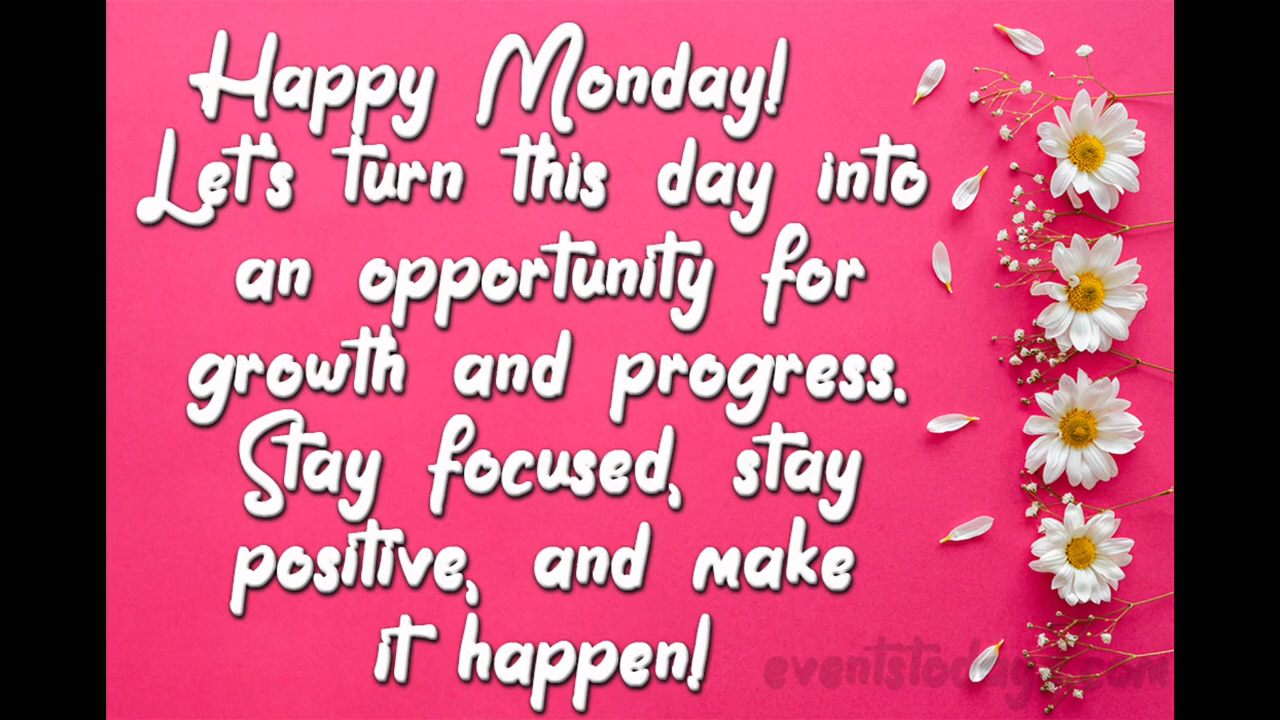 Happy Monday!
Let's turn this day into
an opportunity for
growth and progress.
Stay focused, stay
positive, and make
it happen!